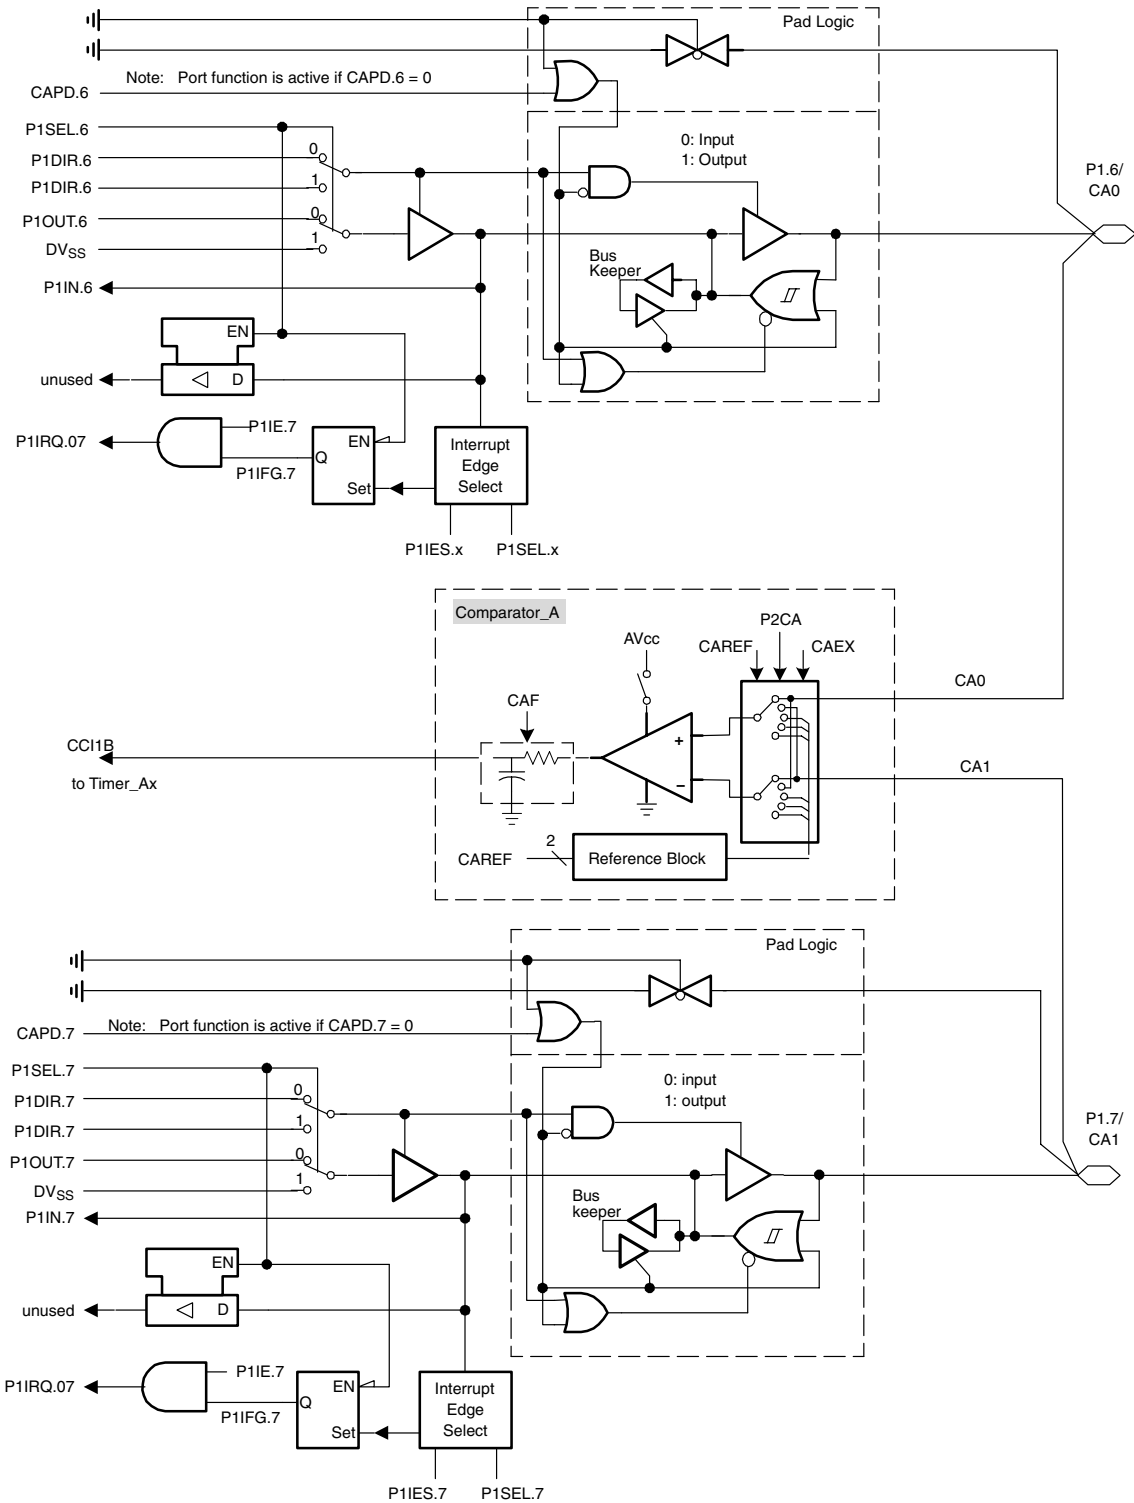 Pad Logic
Note: Port function is active if CAPD.6 = 0
CAPD.6
P1SEL.6
0: Input
1: Output
P1DIR.6
0
P1DIR.6
1
P1.6/
CA0
P1OUT.6
0
DVSS
1
Bus
Keeper
P1IN.6
EN
unused
D
P1IRQ.07
P1IE.7
P1IFG.7
EN
Q
Set
Interrupt
Edge
Select
P1IES.x
P1SEL.x
Comparator_A
P2CA
AVcc
CAREF
CAEX
CA0
CAF
+
CCI1B
to Timer_Ax
CA1
−
2
CAREF
Reference Block
Pad Logic
Note: Port function is active if CAPD.7 = 0
CAPD.7
P1SEL.7
0: input
1: output
P1DIR.7
0
P1DIR.7
1
P1.7/
CA1
P1OUT.7
0
DVSS
1
Bus
keeper
P1IN.7
EN
unused
D
P1IRQ.07
P1IE.7
P1IFG.7
EN
Q
Set
Interrupt
Edge
Select
P1IES.7
P1SEL.7